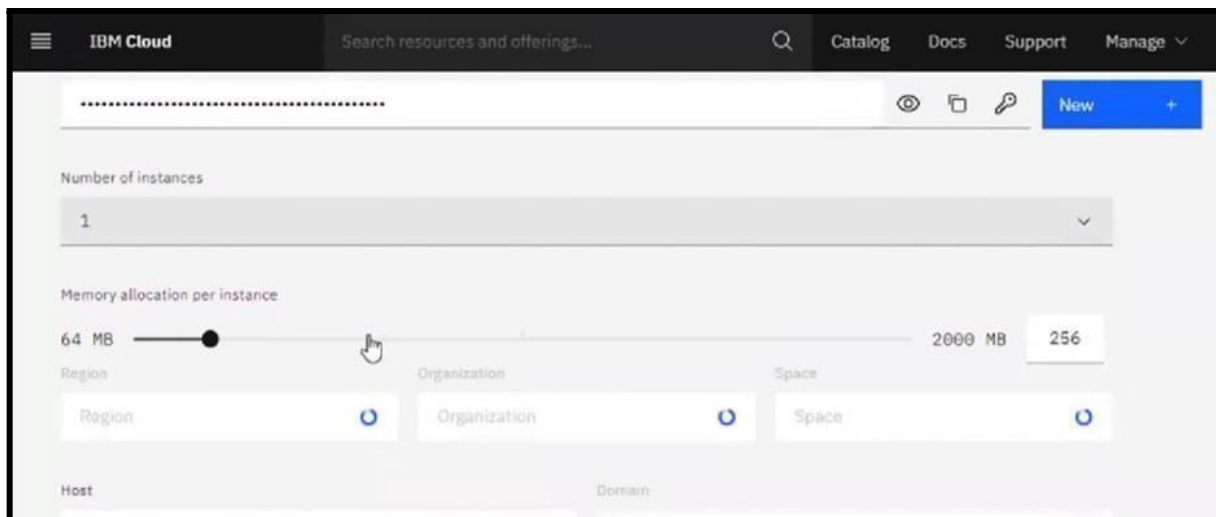 IBM Cloud Search resources and offerings... Catalog Docs Support Manage
............................................
New +
Number of instances
1
Memory allocation per instance
64 MB 2000 MB 256
Region Organization Space
Region Organization Space
Host Domain